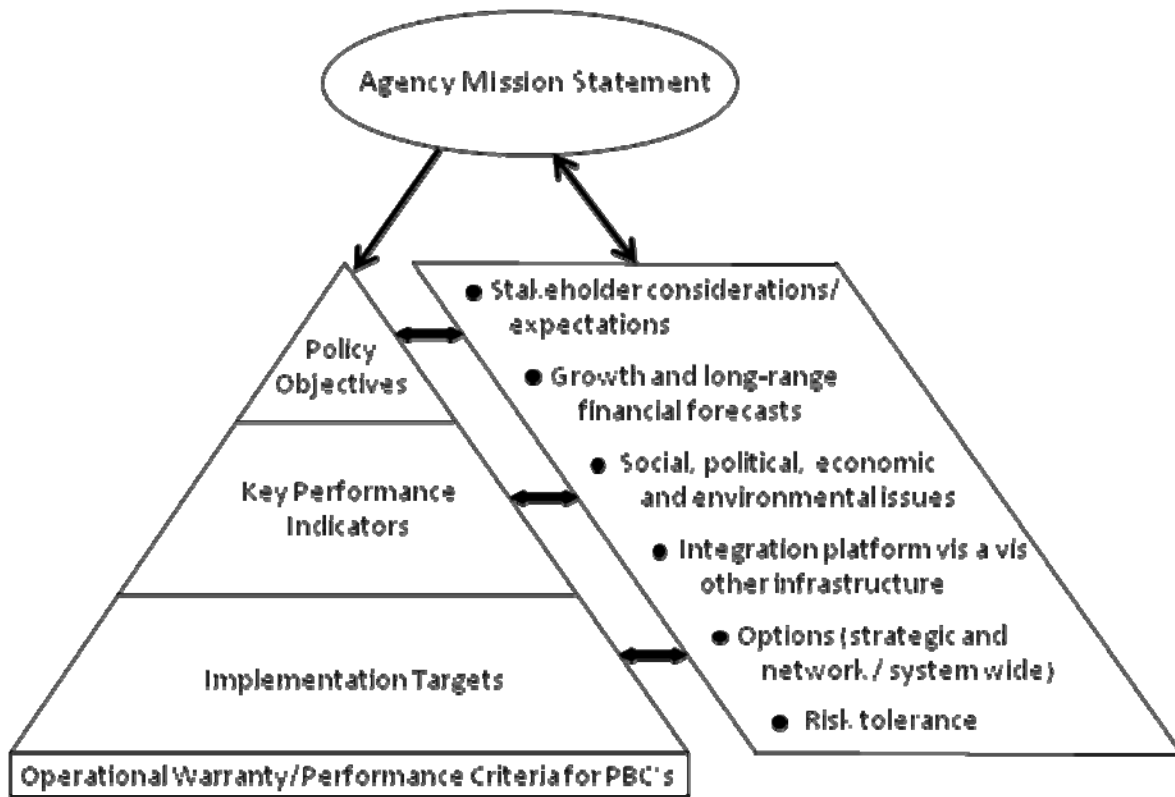 Agency Mission Statement
Policy
Objectives
Key Performance
Indicators
Implementation Targets
Operational Warranty/Performance Criteria for PBC's
● Stakeholder considerations/
expectations
● Growth and long-range
financial forecasts
● Social, political, economic
and environmental issues
● Integration platform vis a vis
other infrastructure
● Options (strategic and
network / system wide)
● Risk tolerance